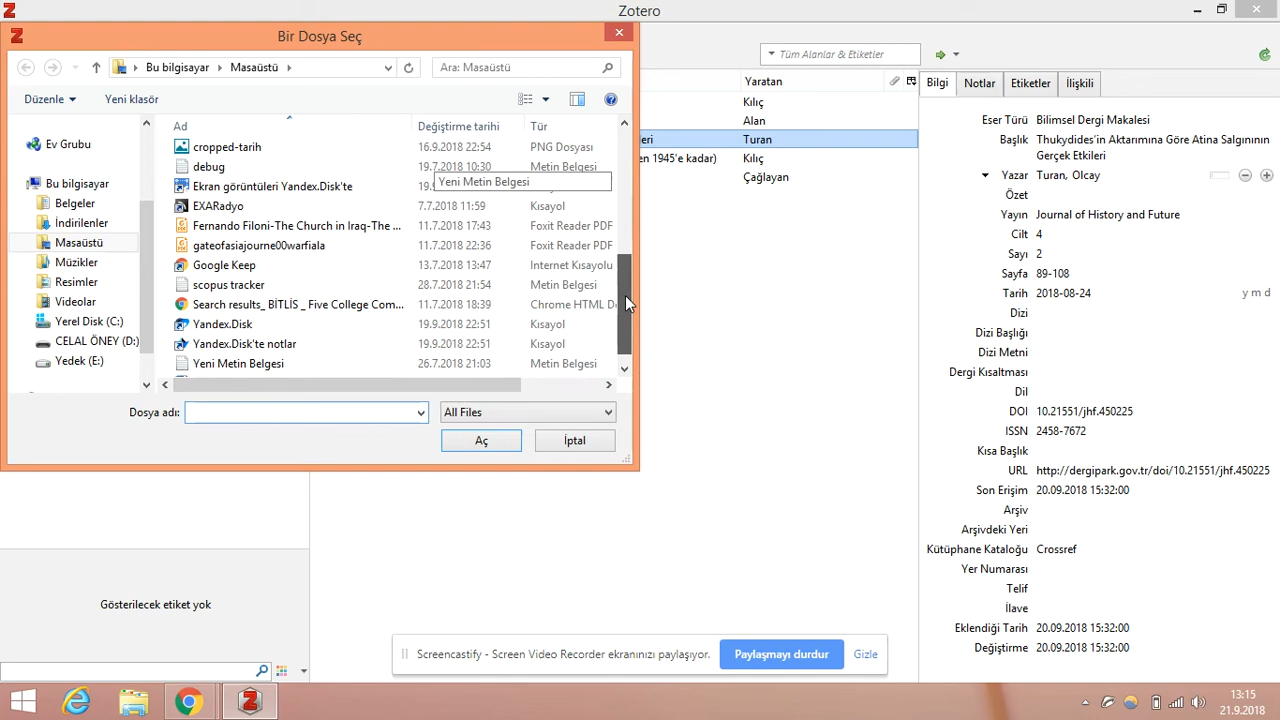 Zotero
Bir Dosya Seç
Bu bilgisayar
Masaüstü
Ara: Masaüstü
Tüm Alanlar & Etiketler
Düzenle
Yeni klasör
Yaratan
Bilgi
Notlar
Etiketler
İlişkili
Ad
Değiştirme tarihi
Tür
Ev Grubu
Bu bilgisayar
Belgeler
İndirilenler
Masaüstü
Müzikler
Resimler
Videolar
Yerel Disk (C:)
CELAL ÖNEY (D:)
Yedek (E:)
cropped-tarih 16.9.2018 22:54 PNG Dosyası
debug 19.7.2018 10:30 Metin Belgesi
Ekran görüntüleri Yandex.Disk'te 19.
Yeni Metin Belgesi
EXARadyo 7.7.2018 11:59 Kısayol
Fernando Filoni-The Church in Iraq-The ... 11.7.2018 17:43 Foxit Reader PDF
gateofasiajourne00warfiala 11.7.2018 22:36 Foxit Reader PDF
Google Keep 13.7.2018 13:47 Internet Kısayolu
scopus tracker 28.7.2018 21:54 Metin Belgesi
Search results_ BİTLİS _ Five College Com... 11.7.2018 18:39 Chrome HTML D
Yandex.Disk 19.9.2018 22:51 Kısayol
Yandex.Disk'te notlar 19.9.2018 22:51 Kısayol
Yeni Metin Belgesi 26.7.2018 21:03 Metin Belgesi
Dosya adı:
All Files
Aç
İptal
Kılıç
Alan
leri Turan
en 1945'e kadar) Kılıç
Çağlayan
Eser Türü Bilimsel Dergi Makalesi
Başlık Thukydides'in Aktarımına Göre Atina Salgınının
Gerçek Etkileri
Yazar Turan, Olcay
Özet
Yayın Journal of History and Future
Cilt 4
Sayı 2
Sayfa 89-108
Tarih 2018-08-24 y m d
Dizi
Dizi Başlığı
Dizi Metni
Dergi Kısaltması
Dil
DOI 10.21551/jhf.450225
ISSN 2458-7672
Kısa Başlık
URL http://dergipark.gov.tr/doi/10.21551/jhf.450225
Son Erişim 20.09.2018 15:32:00
Arşiv
Arşivdeki Yeri
Kütüphane Kataloğu Crossref
Yer Numarası
Telif
İlave
Eklendiği Tarih 20.09.2018 15:32:00
Değiştirme 20.09.2018 15:32:00
Gösterilecek etiket yok
Screencastify - Screen Video Recorder ekranınızı paylaşıyor.
Paylaşmayı durdur
Gizle
13:15
21.9.2018